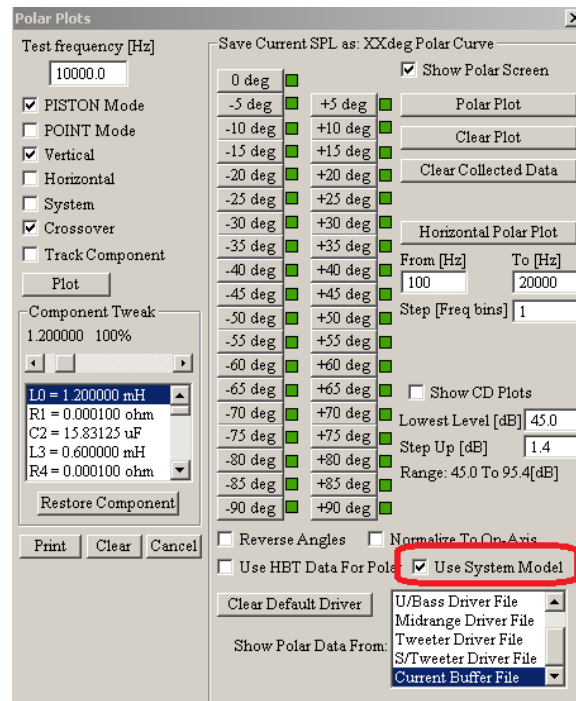 Polar Plots
Test frequency [Hz]
10000.0
PISTON Mode
POINT Mode
Vertical
Horizontal
System
Crossover
Track Component
Plot
Component Tweak
1.200000 100%
L0 = 1.200000 mH
R1 = 0.000100 ohm
C2 = 15.83125 uF
L3 = 0.600000 mH
R4 = 0.000100 ohm
Restore Component
Print Clear Cancel
Save Current SPL as: XXdeg Polar Curve
0 deg
-5 deg +5 deg
-10 deg +10 deg
-15 deg +15 deg
-20 deg +20 deg
-25 deg +25 deg
-30 deg +30 deg
-35 deg +35 deg
-40 deg +40 deg
-45 deg +45 deg
-50 deg +50 deg
-55 deg +55 deg
-60 deg +60 deg
-65 deg +65 deg
-70 deg +70 deg
-75 deg +75 deg
-80 deg +80 deg
-85 deg +85 deg
-90 deg +90 deg
Show Polar Screen
Polar Plot
Clear Plot
Clear Collected Data
Horizontal Polar Plot
From [Hz] To [Hz]
100 20000
Step [Freq bins] 1
Show CD Plots
Lowest Level [dB] 45.0
Step Up [dB] 1.4
Range: 45.0 To 95.4[dB]
Reverse Angles Normalize To On-Axis
Use HBT Data For Polar Use System Model
Clear Default Driver
Show Polar Data From:
U/Bass Driver File
Midrange Driver File
Tweeter Driver File
S/Tweeter Driver File
Current Buffer File